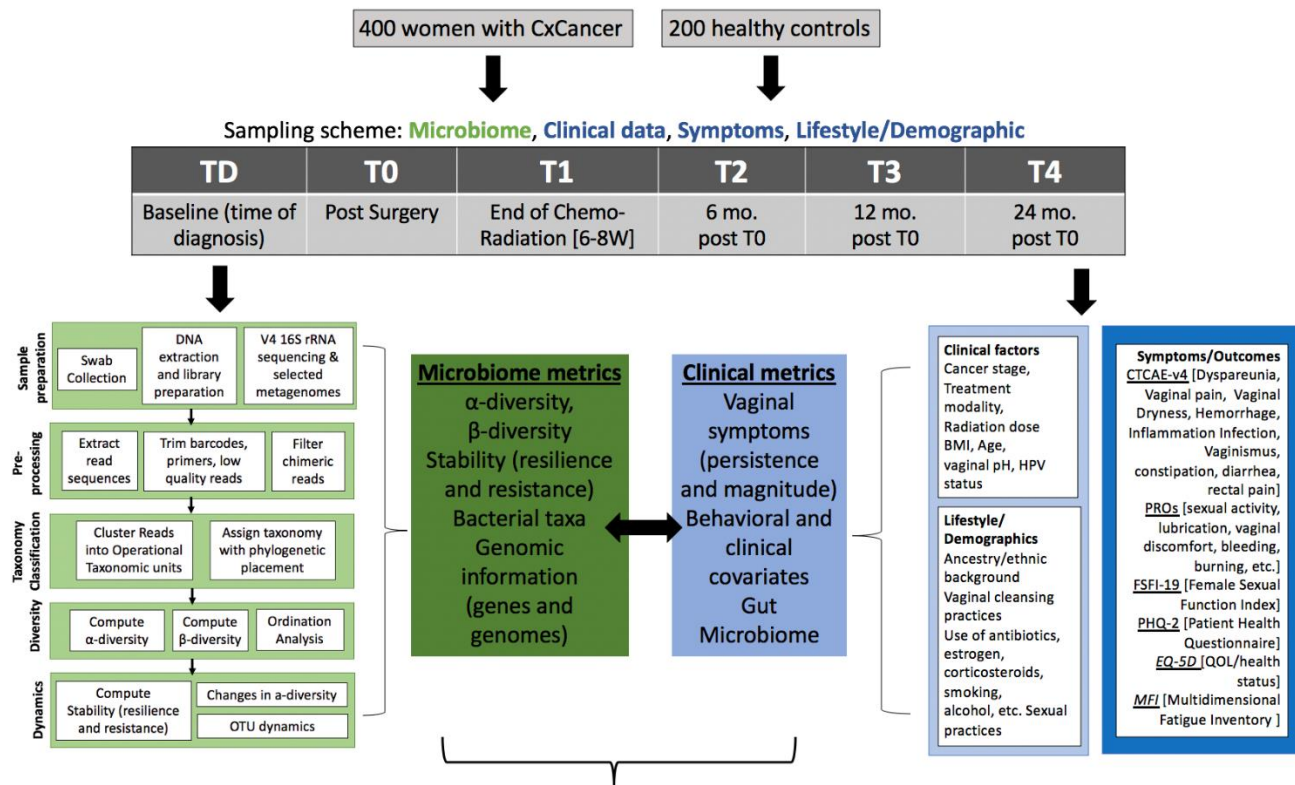 400 women with CxCancer
200 healthy controls
Sampling scheme: Microbiome, Clinical data, Symptoms, Lifestyle/Demographic
TD
T0
T1
T2
T3
T4
Baseline (time of
diagnosis)
Post Surgery
End of Chemo-
Radiation [6-8W]
6 mo.
post T0
12 mo.
post T0
24 mo.
post T0
Sample
preparation
Swab
Collection
DNA
extraction
and library
preparation
V4 16S rRNA
sequencing &
selected
metagenomes
Pre-
processing
Extract
read
sequences
Trim barcodes,
primers, low
quality reads
Filter
chimeric
reads
Taxonomy
Classification
Cluster Reads
into Operational
Taxonomic units
Assign taxonomy
with phylogenetic
placement
Diversity
Compute
α-diversity
Compute
β-diversity
Ordination
Analysis
Dynamics
Compute
Stability (resilience
and resistance)
Changes in a-diversity
OTU dynamics
Microbiome metrics
α-diversity,
β-diversity
Stability (resilience
and resistance)
Bacterial taxa
Genomic
information
(genes and
genomes)
Clinical metrics
Vaginal
symptoms
(persistence
and magnitude)
Behavioral and
clinical
covariates
Gut
Microbiome
Clinical factors
Cancer stage,
Treatment
modality,
Radiation dose
BMI, Age,
vaginal pH, HPV
status
Lifestyle/
Demographics
Ancestry/ethnic
background
Vaginal cleansing
practices
Use of antibiotics,
estrogen,
corticosteroids,
smoking,
alcohol, etc. Sexual
practices
Symptoms/Outcomes
CTCAE-v4 [Dyspareunia,
Vaginal pain, Vaginal
Dryness, Hemorrhage,
Inflammation Infection,
Vaginismus,
constipation, diarrhea,
rectal pain]
PROs [sexual activity,
lubrication, vaginal
discomfort, bleeding,
burning, etc.]
FSFI-19 [Female Sexual
Function Index]
PHQ-2 [Patient Health
Questionnaire]
EQ-5D [QOL/health
status]
MFI [Multidimensional
Fatigue Inventory ]